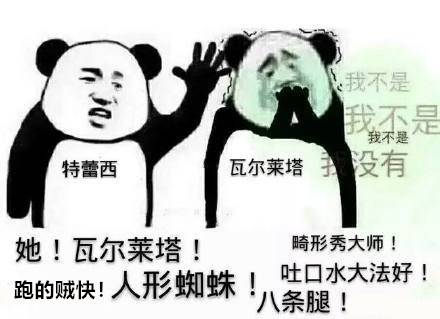 我不是
我不是
我不是
我没有
特蕾西
瓦尔莱塔
她！瓦尔莱塔！
畸形秀大师！
跑的贼快！人形蜘蛛！
吐口水大法好！
八条腿！